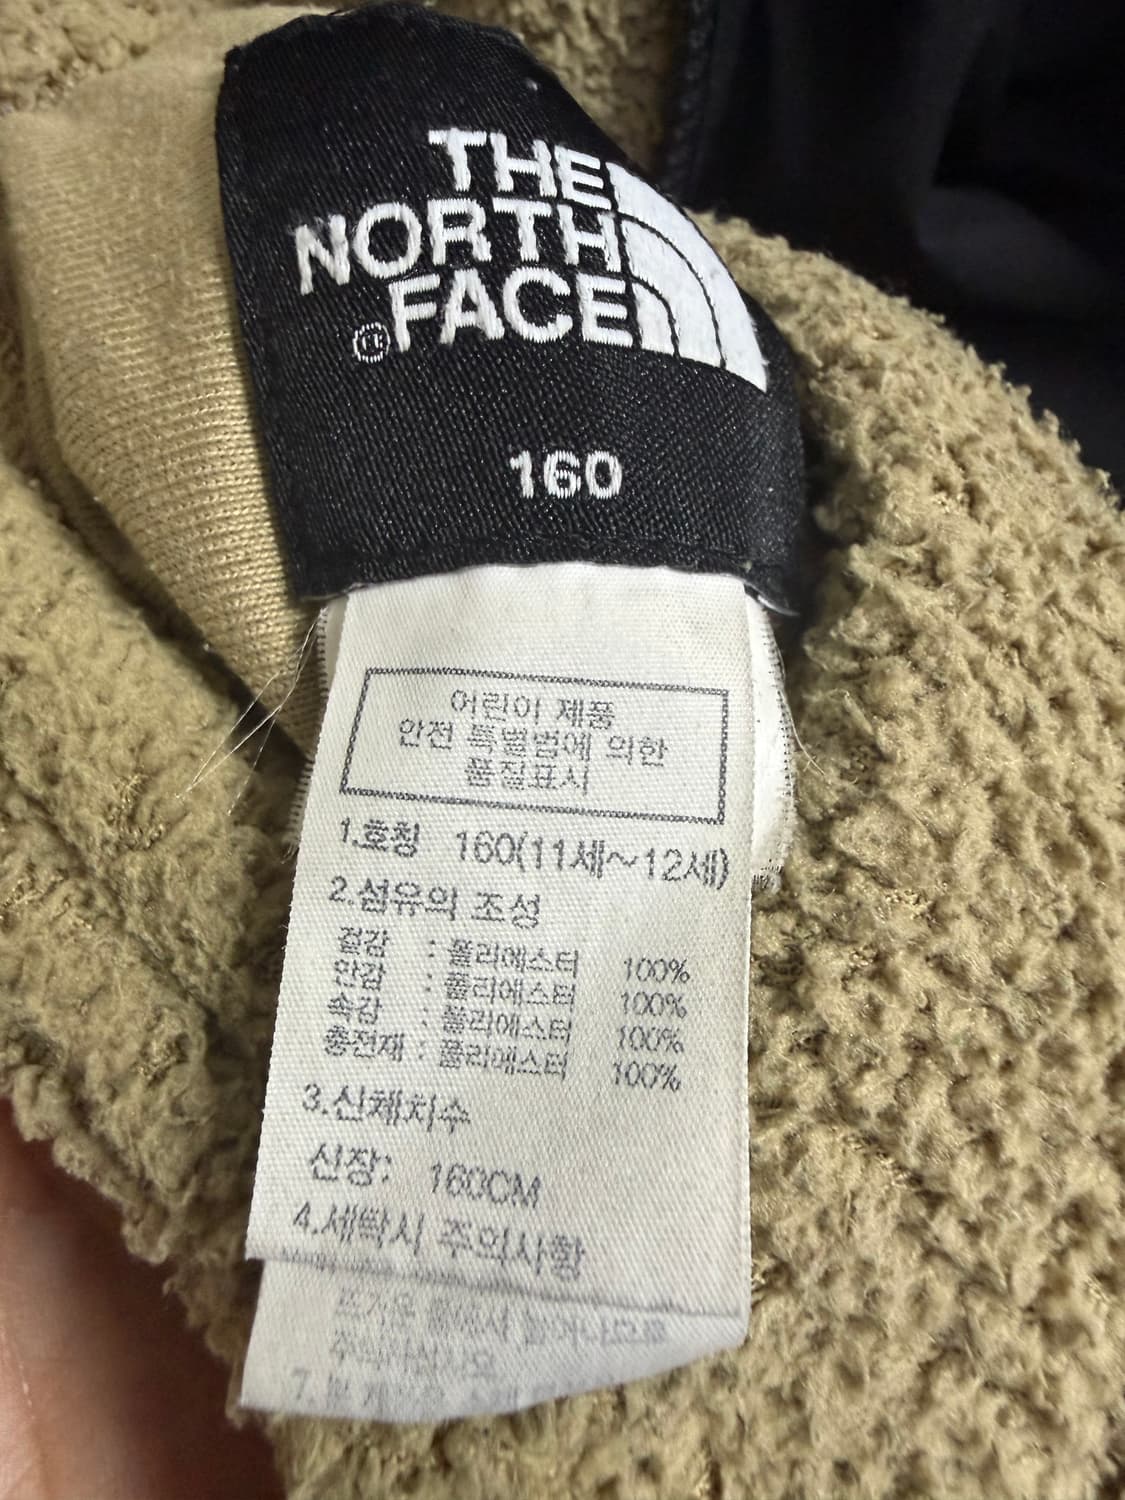 THE
NORTH
FACE
®
160
어린이 제품
안전 특별법에 의한
품질표시
1.호칭 160(11세~12세)
2.섬유의 조성
겉감 : 폴리에스터 100%
안감 : 폴리에스터 100%
속감 : 폴리에스터 100%
충전재 : 폴리에스터 100%
3.신체치수
신장: 160CM
4.세탁시 주의사항
7.